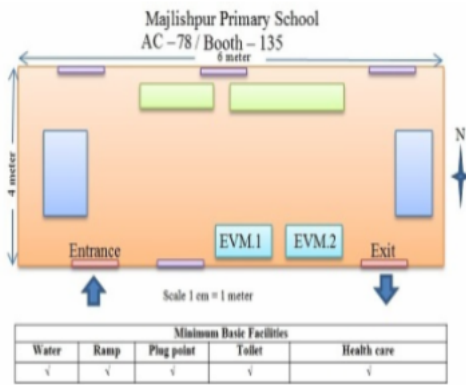 Majlishpur Primary School
AC –78 / Booth – 135
6 meter
4 meter
N
EVM.1 EVM.2
Entrance Exit
Scale 1 cm = 1 meter
Minimum Basic Facilities
Water Ramp Plug point Toilet Health care
√ √ √ √ √